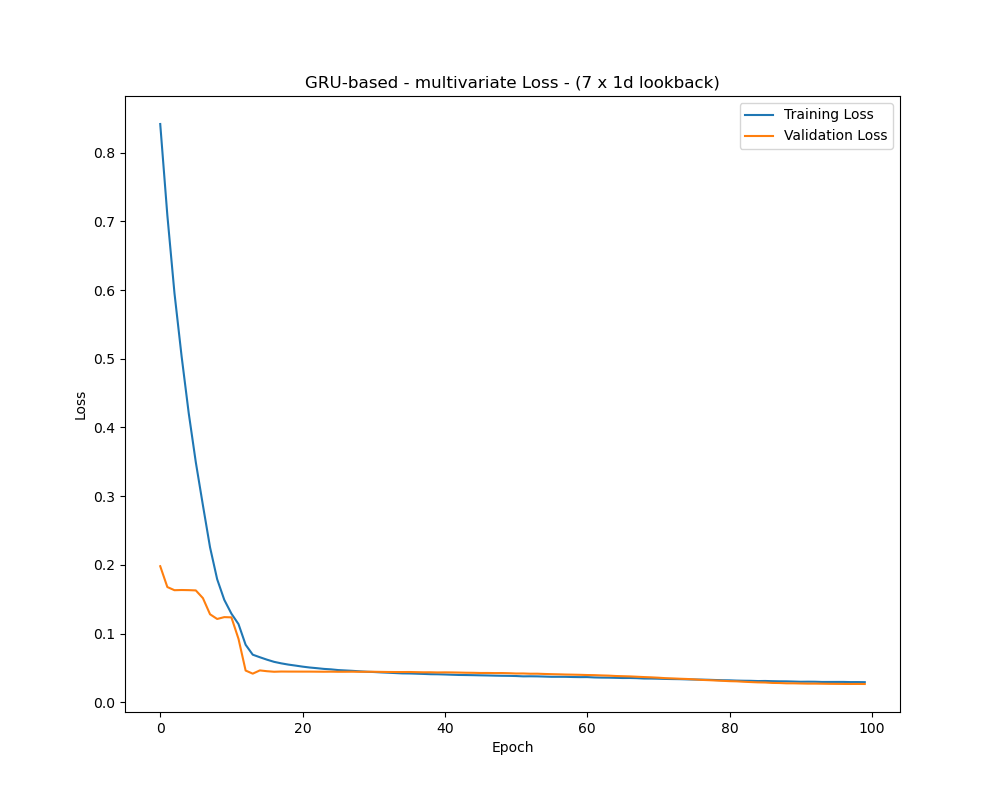 GRU-based - multivariate Loss - (7 x 1d lookback)
Training Loss
Validation Loss
0.8
0.7
0.6
0.5
0.4
0.3
0.2
0.1
0.0
Loss
0 20 40 60 80 100
Epoch